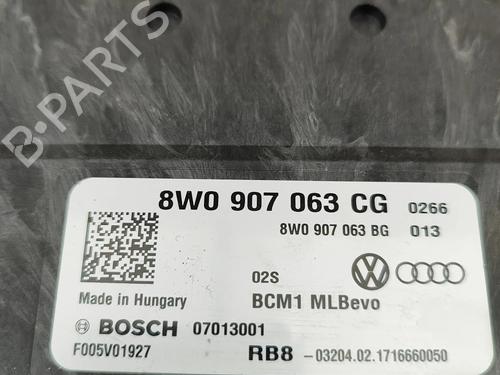 B-Parts
8W0 907 063 CG 0266
8W0 907 063 BG 013
02S
Made in Hungary BCM1 MLBevo
BOSCH 07013001
F005V01927 RB8 -03204.02.1716660050